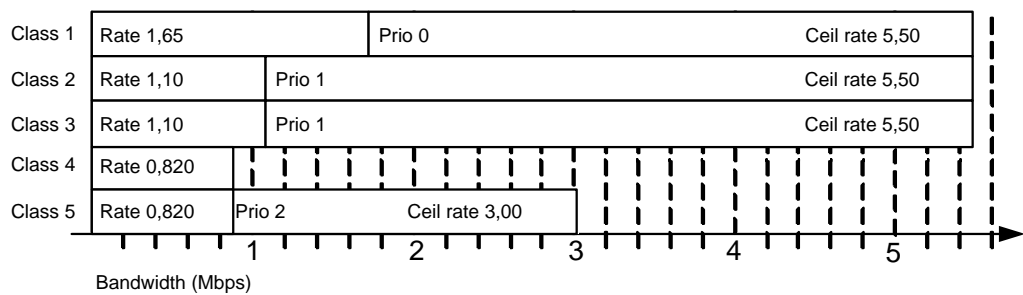 Class 1 Rate 1,65 Prio 0 Ceil rate 5,50
Class 2 Rate 1,10 Prio 1 Ceil rate 5,50
Class 3 Rate 1,10 Prio 1 Ceil rate 5,50
Class 4 Rate 0,820
Class 5 Rate 0,820 Prio 2 Ceil rate 3,00
1 2 3 4 5
Bandwidth (Mbps)